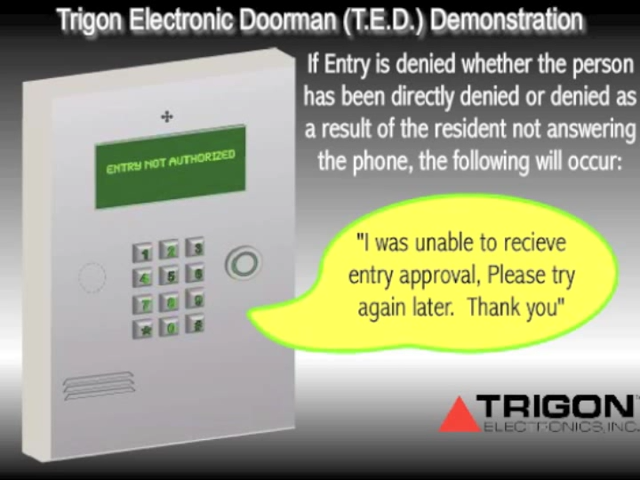 Trigon Electronic Doorman (T.E.D.) Demonstration
If Entry is denied whether the person
has been directly denied or denied as
a result of the resident not answering
the phone, the following will occur:
ENTRY NOT AUTHORIZED
1 2 3
4 5 6
7 8 9
* 0
"I was unable to recieve
entry approval, Please try
again later. Thank you"
TRIGON
ELECTRONICS, INC.